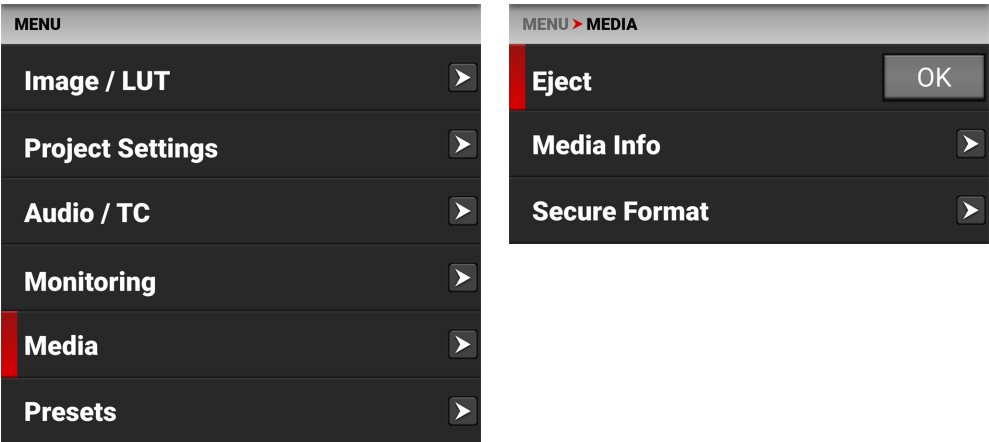 MENU
Image / LUT
Project Settings
Audio / TC
Monitoring
Media
Presets
MENU > MEDIA
Eject OK
Media Info
Secure Format